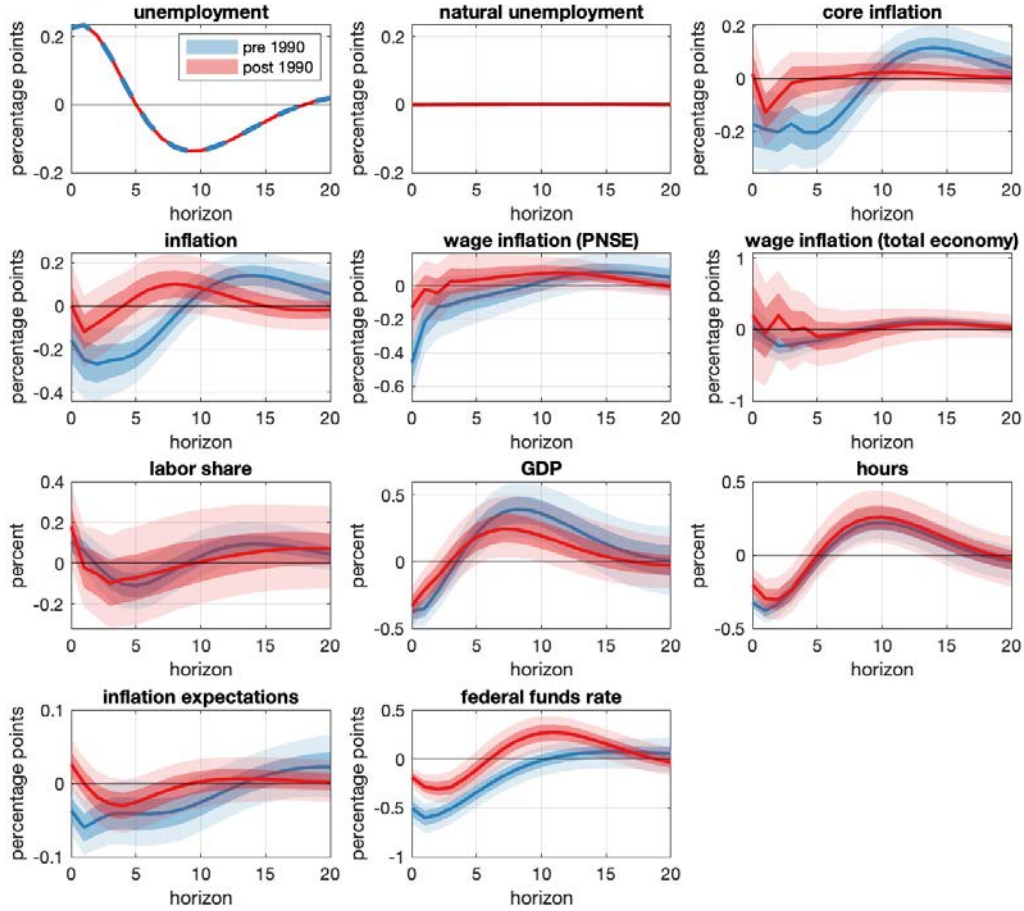 unemployment
percentage points
0.2
0
-0.2
pre 1990
post 1990
0 5 10 15 20
horizon
natural unemployment
percentage points
0.2
0
-0.2
0 5 10 15 20
horizon
core inflation
percentage points
0.2
0
-0.2
0 5 10 15 20
horizon
inflation
percentage points
0.2
0
-0.2
-0.4
0 5 10 15 20
horizon
wage inflation (PNSE)
percentage points
0
-0.2
-0.4
-0.6
0 5 10 15 20
horizon
wage inflation (total economy)
percentage points
1
0
-1
0 5 10 15 20
horizon
labor share
percent
0.4
0.2
0
-0.2
0 5 10 15 20
horizon
GDP
percent
0.5
0
-0.5
0 5 10 15 20
horizon
hours
percent
0.5
0
-0.5
0 5 10 15 20
horizon
inflation expectations
percentage points
0.1
0
-0.1
0 5 10 15 20
horizon
federal funds rate
percentage points
0.5
0
-0.5
-1
0 5 10 15 20
horizon